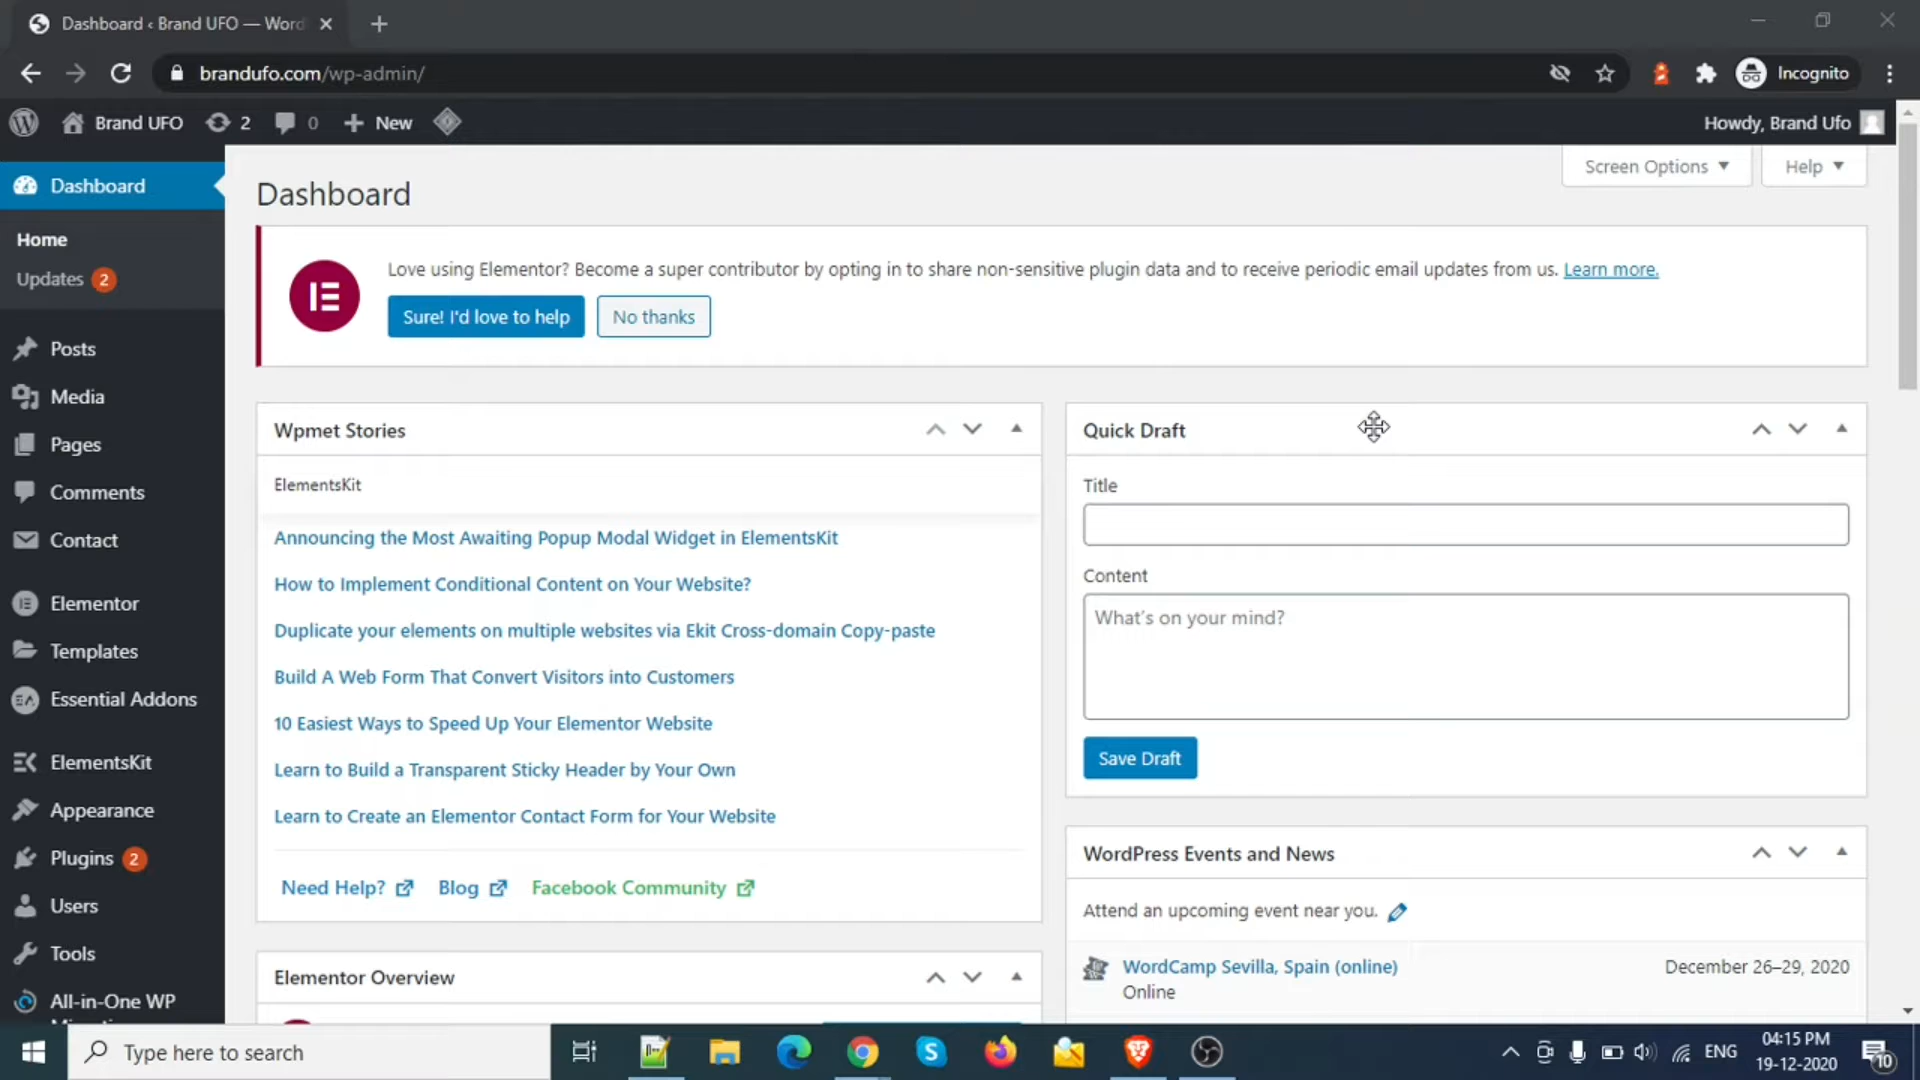 Dashboard ‹ Brand UFO — Word
brandufo.com/wp-admin/
Incognito
Brand UFO
2
0
New
Howdy, Brand Ufo
Dashboard
Home
Updates 2
Posts
Media
Pages
Comments
Contact
Elementor
Templates
Essential Addons
ElementsKit
Appearance
Plugins 2
Users
Tools
All-in-One WP
Screen Options
Help
Dashboard
Love using Elementor? Become a super contributor by opting in to share non-sensitive plugin data and to receive periodic email updates from us. Learn more.
Sure! I'd love to help
No thanks
Wpmet Stories
ElementsKit
Announcing the Most Awaiting Popup Modal Widget in ElementsKit
How to Implement Conditional Content on Your Website?
Duplicate your elements on multiple websites via Ekit Cross-domain Copy-paste
Build A Web Form That Convert Visitors into Customers
10 Easiest Ways to Speed Up Your Elementor Website
Learn to Build a Transparent Sticky Header by Your Own
Learn to Create an Elementor Contact Form for Your Website
Need Help?
Blog
Facebook Community
Elementor Overview
Quick Draft
Title
Content
What's on your mind?
Save Draft
WordPress Events and News
Attend an upcoming event near you.
WordCamp Sevilla, Spain (online)
December 26–29, 2020
Online
Type here to search
ENG
04:15 PM
19-12-2020
10